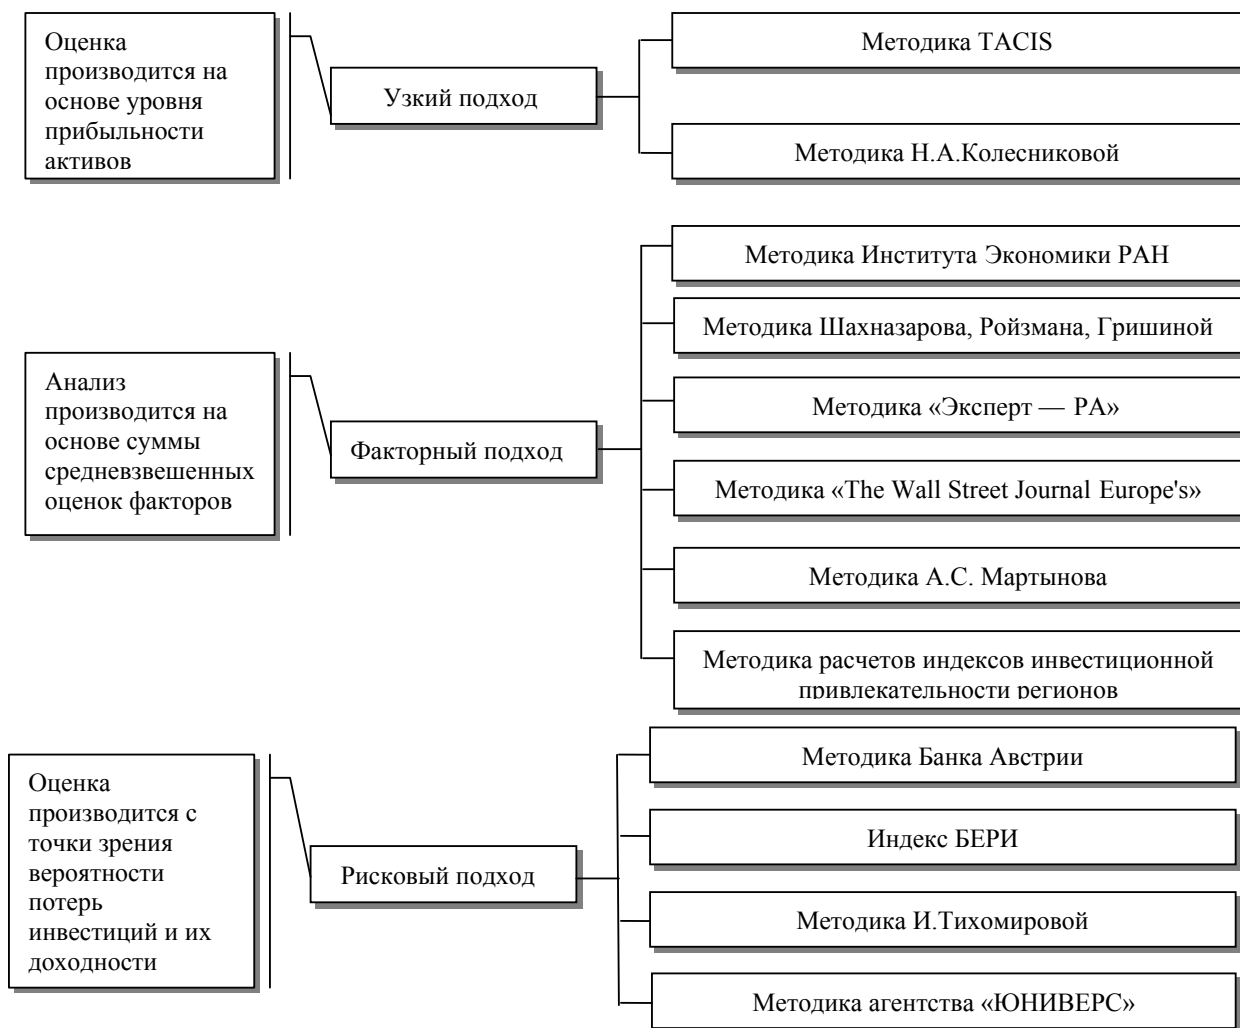 Оценка
производится на
основе уровня
прибыльности
активов
Узкий подход
Методика TACIS
Методика Н.А.Колесниковой
Анализ
производится на
основе суммы
средневзвешенных
оценок факторов
Факторный подход
Методика Института Экономики РАН
Методика Шахназарова, Ройзмана, Гришиной
Методика «Эксперт — РА»
Методика «The Wall Street Journal Europe's»
Методика А.С. Мартынова
Методика расчетов индексов инвестиционной
привлекательности регионов
Оценка
производится с
точки зрения
вероятности
потерь
инвестиций и их
доходности
Рисковый подход
Методика Банка Австрии
Индекс БЕРИ
Методика И.Тихомировой
Методика агентства «ЮНИВЕРС»